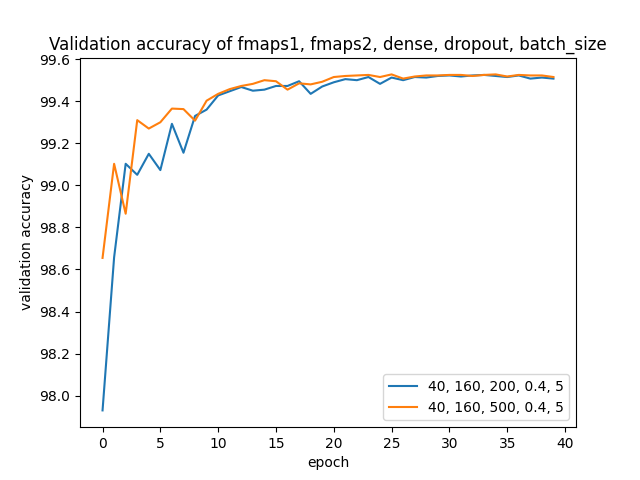 Validation accuracy of fmaps1, fmaps2, dense, dropout, batch_size
99.6
99.4
99.2
99.0
98.8
98.6
98.4
98.2
98.0
validation accuracy
40, 160, 200, 0.4, 5
40, 160, 500, 0.4, 5
0 5 10 15 20 25 30 35 40
epoch